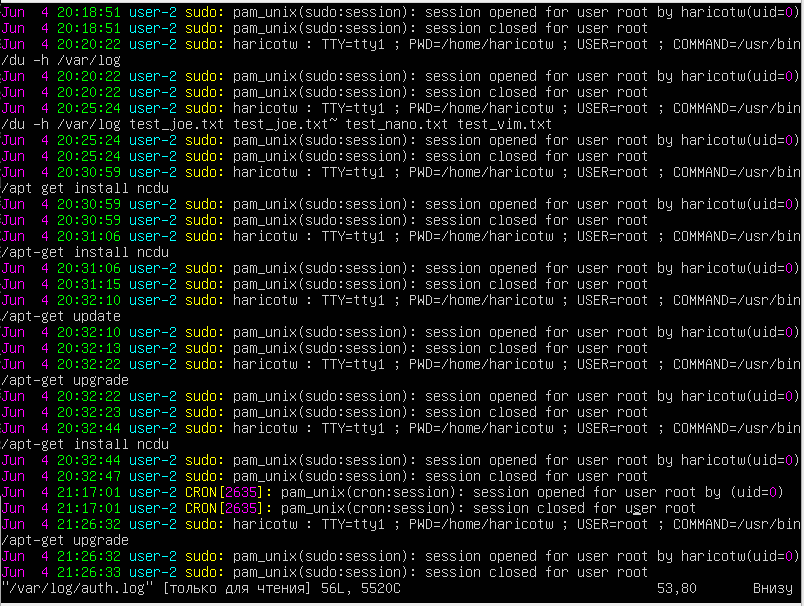 Jun  4 20:18:51 user-2 sudo: pam_unix(sudo:session): session opened for user root by haricotw(uid=0)
Jun  4 20:18:51 user-2 sudo: pam_unix(sudo:session): session closed for user root
Jun  4 20:20:22 user-2 sudo: haricotw : TTY=tty1 ; PWD=/home/haricotw ; USER=root ; COMMAND=/usr/bin
/du -h /var/log
Jun  4 20:20:22 user-2 sudo: pam_unix(sudo:session): session opened for user root by haricotw(uid=0)
Jun  4 20:20:22 user-2 sudo: pam_unix(sudo:session): session closed for user root
Jun  4 20:25:24 user-2 sudo: haricotw : TTY=tty1 ; PWD=/home/haricotw ; USER=root ; COMMAND=/usr/bin
/du -h /var/log test_joe.txt test_joe.txt~ test_nano.txt test_vim.txt
Jun  4 20:25:24 user-2 sudo: pam_unix(sudo:session): session opened for user root by haricotw(uid=0)
Jun  4 20:25:24 user-2 sudo: pam_unix(sudo:session): session closed for user root
Jun  4 20:30:59 user-2 sudo: haricotw : TTY=tty1 ; PWD=/home/haricotw ; USER=root ; COMMAND=/usr/bin
/apt get install ncdu
Jun  4 20:30:59 user-2 sudo: pam_unix(sudo:session): session opened for user root by haricotw(uid=0)
Jun  4 20:30:59 user-2 sudo: pam_unix(sudo:session): session closed for user root
Jun  4 20:31:06 user-2 sudo: haricotw : TTY=tty1 ; PWD=/home/haricotw ; USER=root ; COMMAND=/usr/bin
/apt-get install ncdu
Jun  4 20:31:06 user-2 sudo: pam_unix(sudo:session): session opened for user root by haricotw(uid=0)
Jun  4 20:31:15 user-2 sudo: pam_unix(sudo:session): session closed for user root
Jun  4 20:32:10 user-2 sudo: haricotw : TTY=tty1 ; PWD=/home/haricotw ; USER=root ; COMMAND=/usr/bin
/apt-get update
Jun  4 20:32:10 user-2 sudo: pam_unix(sudo:session): session opened for user root by haricotw(uid=0)
Jun  4 20:32:13 user-2 sudo: pam_unix(sudo:session): session closed for user root
Jun  4 20:32:22 user-2 sudo: haricotw : TTY=tty1 ; PWD=/home/haricotw ; USER=root ; COMMAND=/usr/bin
/apt-get upgrade
Jun  4 20:32:22 user-2 sudo: pam_unix(sudo:session): session opened for user root by haricotw(uid=0)
Jun  4 20:32:23 user-2 sudo: pam_unix(sudo:session): session closed for user root
Jun  4 20:32:44 user-2 sudo: haricotw : TTY=tty1 ; PWD=/home/haricotw ; USER=root ; COMMAND=/usr/bin
/apt-get install ncdu
Jun  4 20:32:44 user-2 sudo: pam_unix(sudo:session): session opened for user root by haricotw(uid=0)
Jun  4 20:32:47 user-2 sudo: pam_unix(sudo:session): session closed for user root
Jun  4 21:17:01 user-2 CRON[2635]: pam_unix(cron:session): session opened for user root by (uid=0)
Jun  4 21:17:01 user-2 CRON[2635]: pam_unix(cron:session): session closed for user root
Jun  4 21:26:32 user-2 sudo: haricotw : TTY=tty1 ; PWD=/home/haricotw ; USER=root ; COMMAND=/usr/bin
/apt-get upgrade
Jun  4 21:26:32 user-2 sudo: pam_unix(sudo:session): session opened for user root by haricotw(uid=0)
Jun  4 21:26:33 user-2 sudo: pam_unix(sudo:session): session closed for user root
"/var/log/auth.log" [только для чтения] 56L, 5520C 53,80 Внизу